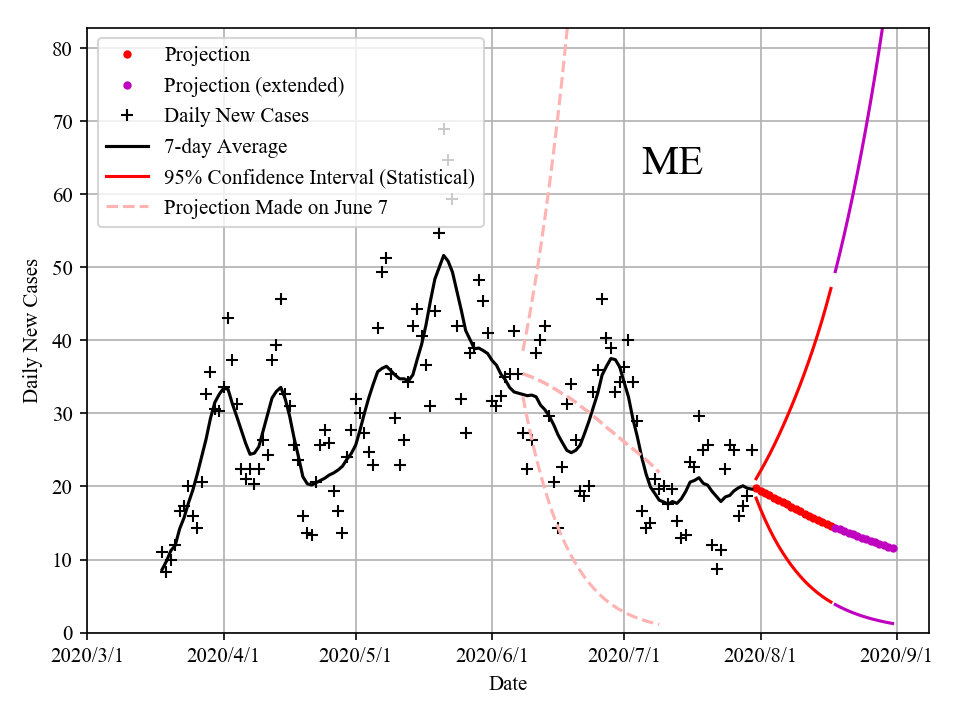 80
70
60
50
40
30
20
10
0
Daily New Cases
Projection
Projection (extended)
Daily New Cases
7-day Average
95% Confidence Interval (Statistical)
Projection Made on June 7
ME
2020/3/1 2020/4/1 2020/5/1 2020/6/1 2020/7/1 2020/8/1 2020/9/1
Date